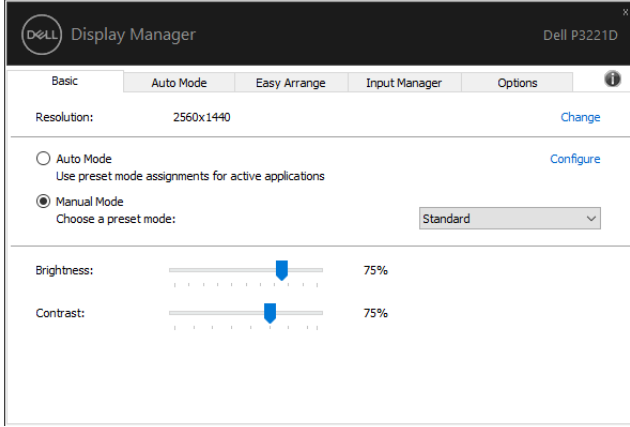 DELL Display Manager Dell P3221D
Basic Auto Mode Easy Arrange Input Manager Options
Resolution: 2560x1440 Change
Auto Mode Configure
Use preset mode assignments for active applications
Manual Mode
Choose a preset mode: Standard
Brightness: 75%
Contrast: 75%